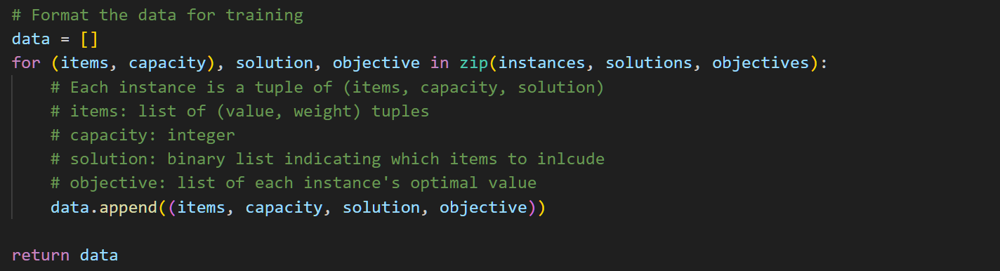 # Format the data for training
data = []
for (items, capacity), solution, objective in zip(instances, solutions, objectives):
    # Each instance is a tuple of (items, capacity, solution)
    # items: list of (value, weight) tuples
    # capacity: integer
    # solution: binary list indicating which items to inlcude
    # objective: list of each instance's optimal value
    data.append((items, capacity, solution, objective))
return data